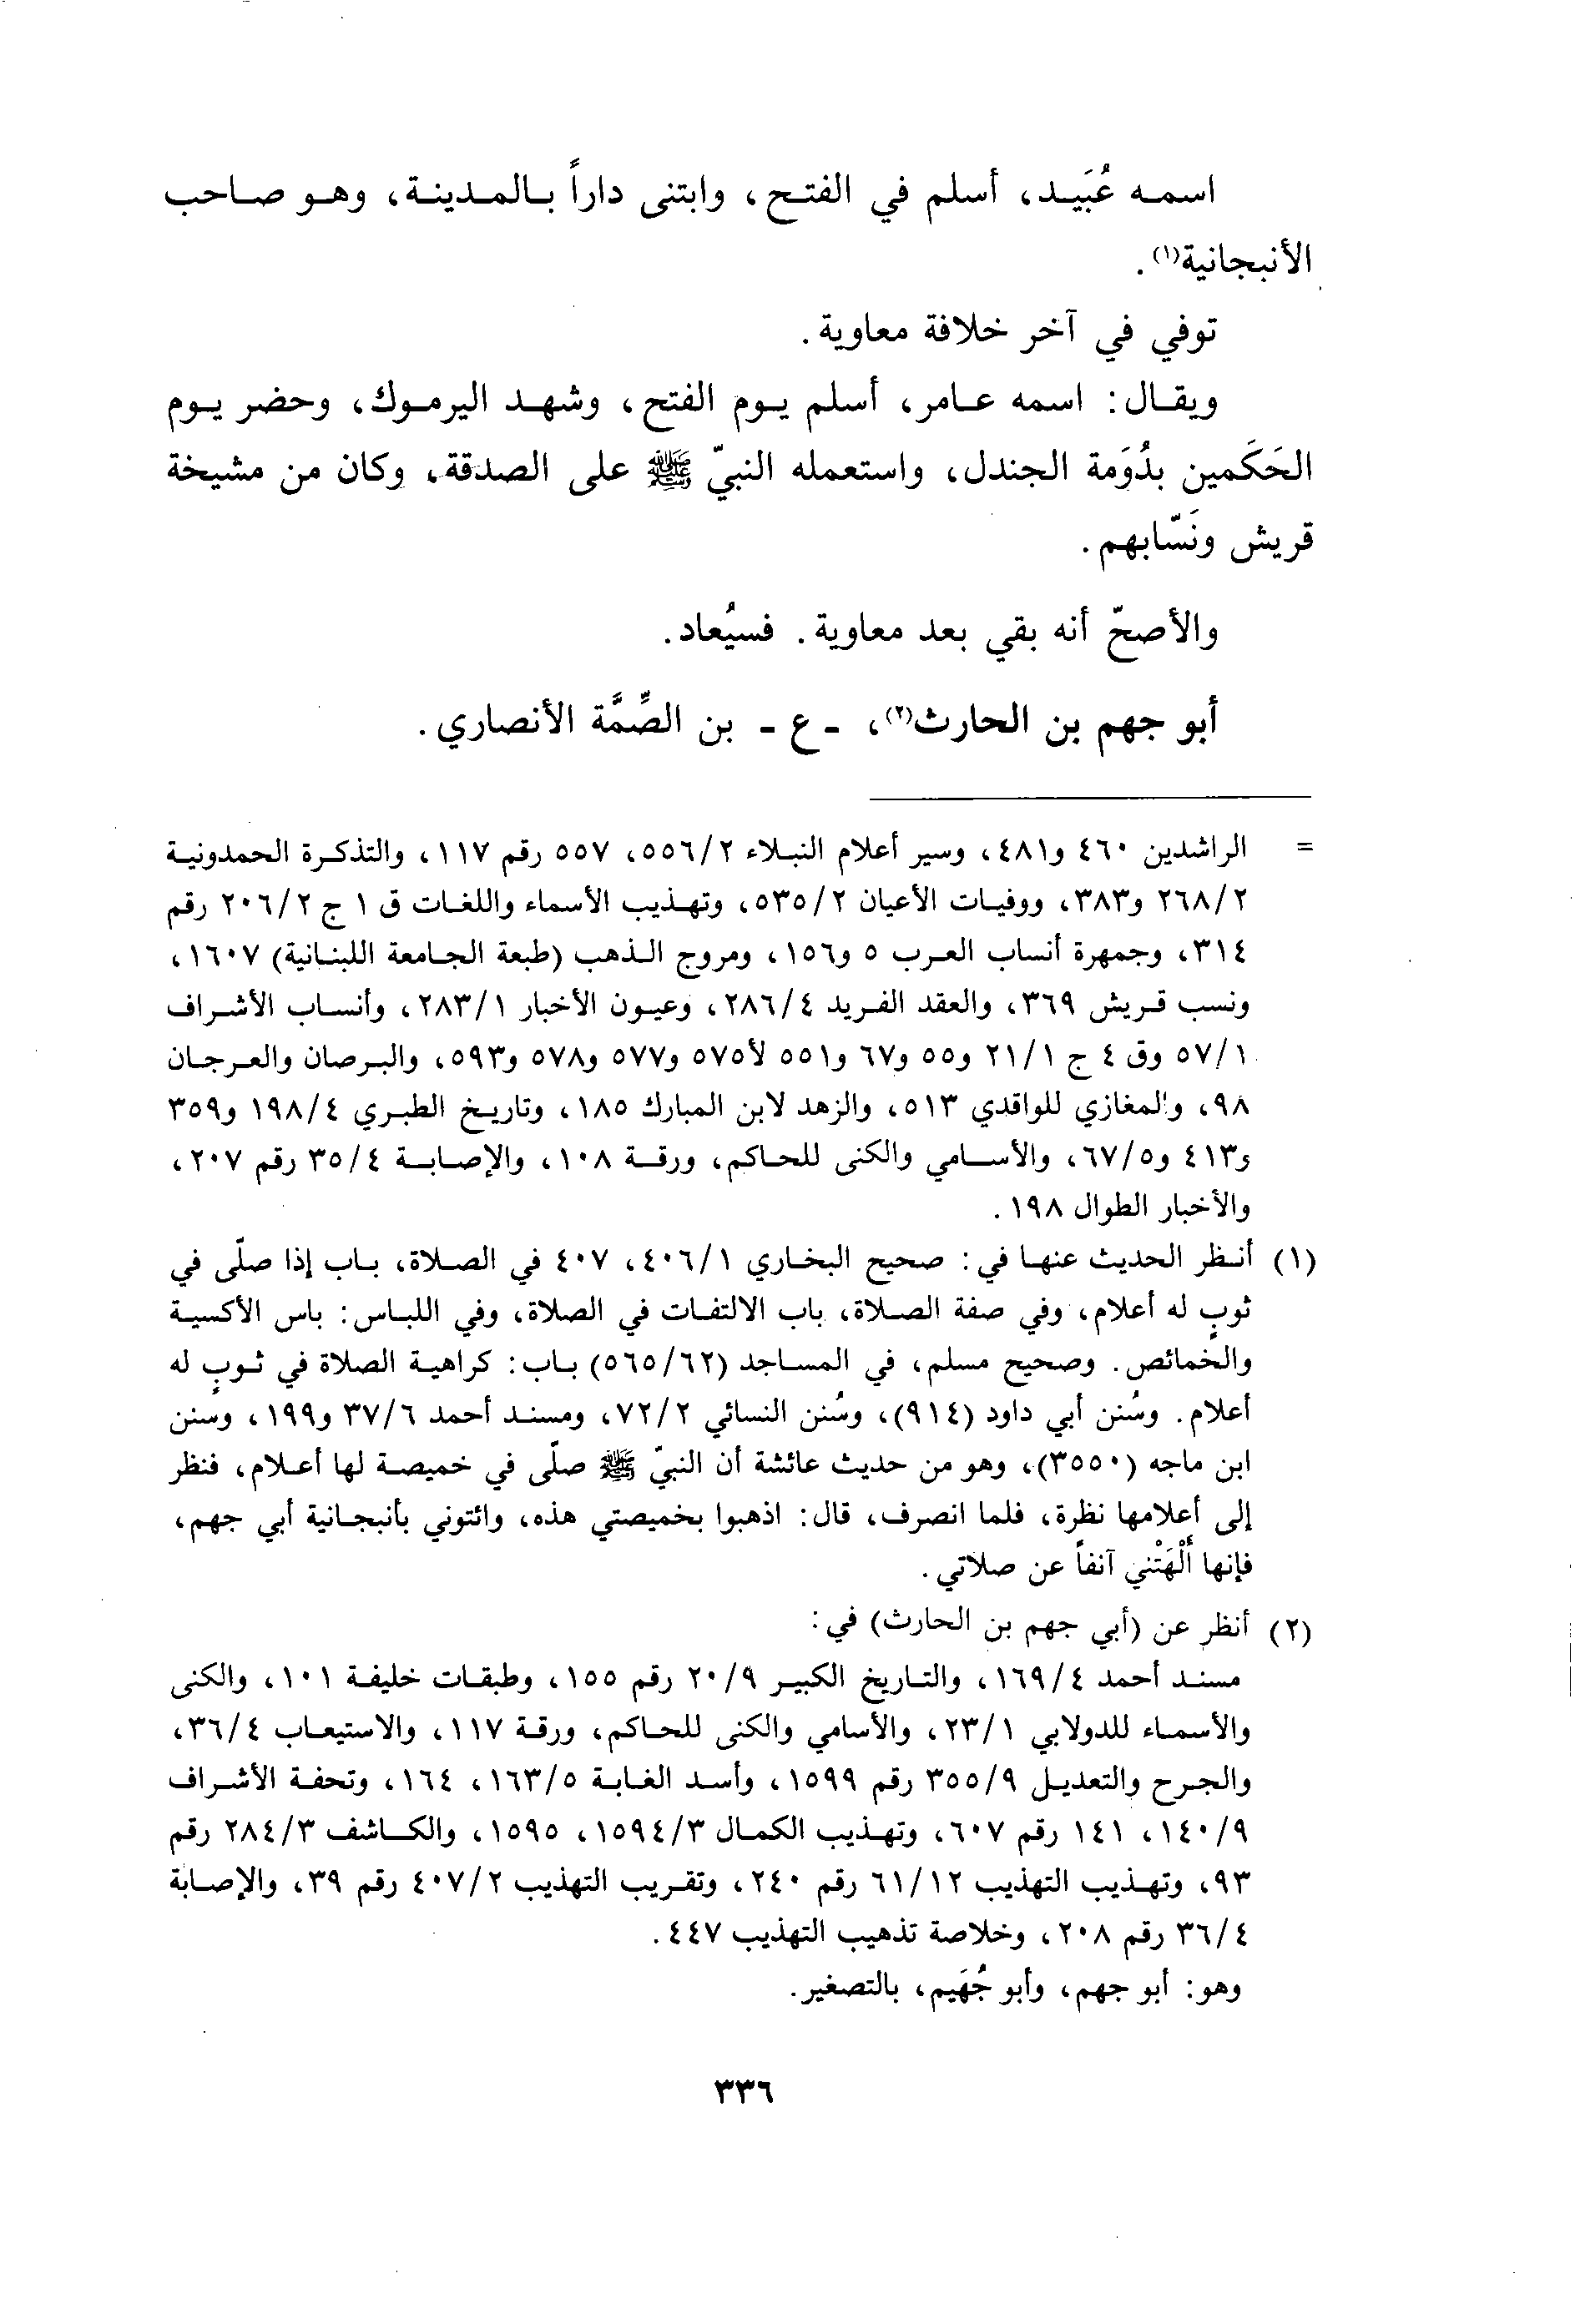 اسمه عُبَيد، أسلم في الفتح، وابتنى داراً بالمدينة، وهو صاحب
الأنبجانية(١).
توفي في آخر خلافة معاوية.
ويقال: اسمه عامر، أسلم يوم الفتح، وشهد اليرموك، وحضر يوم
الحَكَمين بدُوَمة الجندل، واستعمله النبيّ ﷺ على الصدقة، وكان من مشيخة
قريش ونَسّابهم.
والأصحّ أنه بقي بعد معاوية. فسيُعاد.
أبو جهم بن الحارث(٢)، - ع - بن الصِّمَّة الأنصاري.
= الراشدين ٤٦٠ و٤٨١، وسير أعلام النبلاء ٥٥٦/٢، ٥٥٧ رقم ١١٧، والتذكرة الحمدونية
٢٦٨/٢ و٣٨٣، ووفيات الأعيان ٥٣٥/٢، وتهذيب الأسماء واللغات ق ١ ج ٢٠٦/٢ رقم
٣١٤، وجمهرة أنساب العرب ٥ و١٥٦، ومروج الذهب (طبعة الجامعة اللبنانية) ١٦٠٧،
ونسب قريش ٣٦٩، والعقد الفريد ٢٨٦/٤، وعيون الأخبار ٢٨٣/١، وأنساب الأشراف
٥٧/١ وق ٤ ج ٢١/١ و٥٥ و٦٧ و٥٥١ لأ٥٧٥ و٥٧٧ و٥٧٨ و٥٩٣، والبرصان والعرجان
٩٨، والمغازي للواقدي ٥١٣، والزهد لابن المبارك ١٨٥، وتاريخ الطبري ١٩٨/٤ و٣٥٩
و٤١٣ و٦٧/٥، والأسامي والكنى للحاكم، ورقة ١٠٨، والإصابة ٣٥/٤ رقم ٢٠٧،
والأخبار الطوال ١٩٨.
(١) أنظر الحديث عنها في: صحيح البخاري ٤٠٦/١، ٤٠٧ في الصلاة، باب إذا صلّى في
ثوبٍ له أعلام، وفي صفة الصلاة، باب الالتفات في الصلاة، وفي اللباس: باس الأكسية
والخمائص. وصحيح مسلم، في المساجد (٥٦٥/٦٢) باب: كراهية الصلاة في ثوبٍ له
أعلام. وسُنن أبي داود (٩١٤)، وسُنن النسائي ٧٢/٢، ومسند أحمد ٣٧/٦ و١٩٩، وسنن
ابن ماجه (٣٥٥٠)، وهو من حديث عائشة أن النبيّ ﷺ صلّى في خميصة لها أعلام، فنظر
إلى أعلامها نظرة، فلما انصرف، قال: اذهبوا بخميصتي هذه، وائتوني بأنبجانية أبي جهم،
فإنها أَلْهَتْني آنفاً عن صلاتي.
(٢) أنظر عن (أبي جهم بن الحارث) في:
مسند أحمد ١٦٩/٤، والتاريخ الكبير ٢٠/٩ رقم ١٥٥، وطبقات خليفة ١٠١، والكنى
والأسماء للدولابي ٢٣/١، والأسامي والكنى للحاكم، ورقة ١١٧، والاستيعاب ٣٦/٤،
والجرح والتعديل ٣٥٥/٩ رقم ١٥٩٩، وأسد الغابة ١٦٣/٥، ١٦٤، وتحفة الأشراف
١٤٠/٩، ١٤١ رقم ٦٠٧، وتهذيب الكمال ١٥٩٤/٣، ١٥٩٥، والكاشف ٢٨٤/٣ رقم
٩٣، وتهذيب التهذيب ٦١/١٢ رقم ٢٤٠، وتقريب التهذيب ٤٠٧/٢ رقم ٣٩، والإصابة
٣٦/٤ رقم ٢٠٨، وخلاصة تذهيب التهذيب ٤٤٧.
وهو: أبو جهم، وأبو جُهَيم، بالتصغير.
٣٣٦